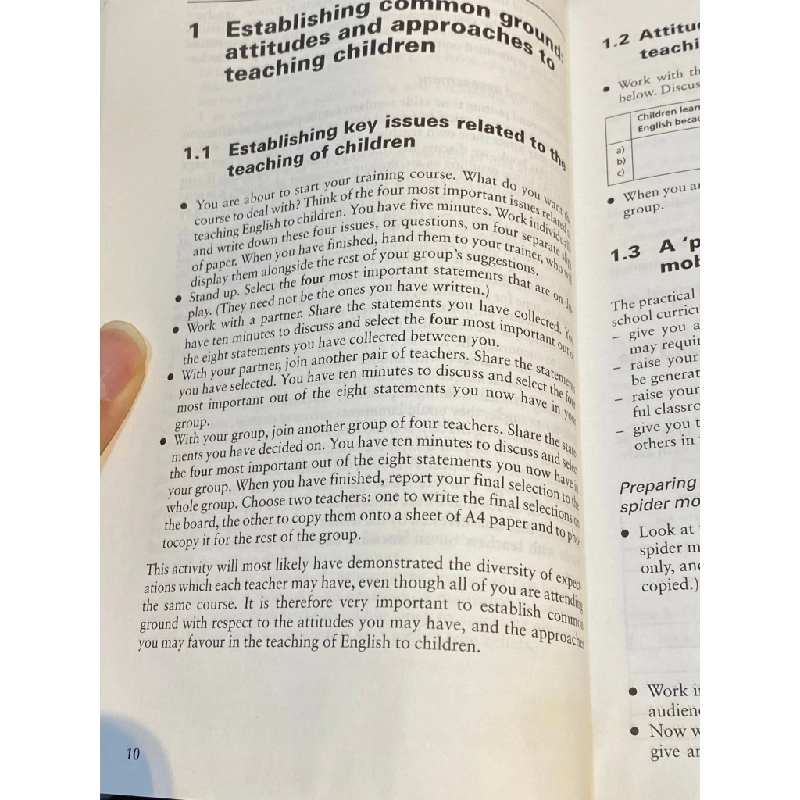 1 Establishing common ground:
attitudes and approaches to
teaching children
1.1 Establishing key issues related to the
teaching of children
• You are about to start your training course. What do you want the
course to deal with? Think of the four most important issues related
teaching English to children. You have five minutes. Work individually
and write down these four issues, or questions, on four separate
of paper. When you have finished, hand them to your trainer, who
display them alongside the rest of your group's suggestions.
• Stand up. Select the four most important statements that are on
play. (They need not be the ones you have written.)
• Work with a partner. Share the statements you have collected. You
have ten minutes to discuss and select the four most important out of
the eight statements you have collected between you.
• With your partner, join another pair of teachers. Share the statements
you have selected. You have ten minutes to discuss and select the four
most important out of the eight statements you now have in your
group.
• With your group, join another group of four teachers. Share the state
ments you have decided on. You have ten minutes to discuss and select
the four most important out of the eight statements you now have in
your group. When you have finished, report your final selection to the
whole group. Choose two teachers: one to write the final selections on
the board, the other to copy them onto a sheet of A4 paper and to pho
tocopy it for the rest of the group.
This activity will most likely have demonstrated the diversity of expect
ations which each teacher may have, even though all of you are attending
the same course. It is therefore very important to establish common
ground with respect to the attitudes you may have, and the approaches
you may favour in the teaching of English to children.
10
1.2 Attitu
teachi
• Work with th
below. Discus
Children lear
English becau
a)
b)
c)
• When you a
group.
1.3 A 'p
mob
The practical
school curricu
– give you a
may requir
– raise your
be generat
– raise your
ful classro
– give you t
others in
Preparing
spider mo
• Look at
spider m
only, and
copied.)
• Work i
audien
• Now w
give an